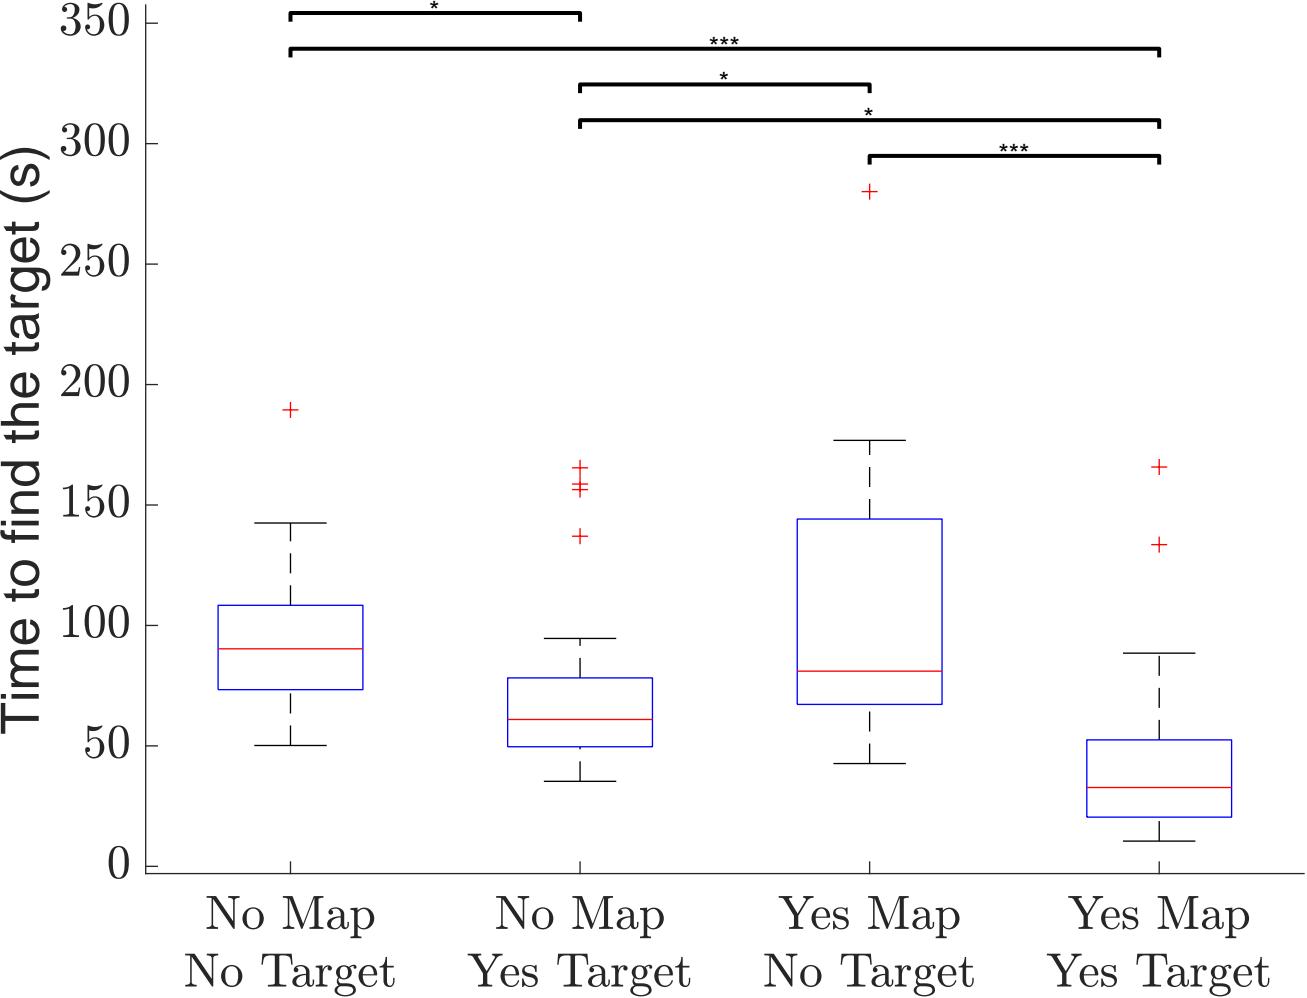 *
***
*
*
***
350
300
250
200
150
100
50
0
Time to find the target (s)
No Map
No Target
No Map
Yes Target
Yes Map
No Target
Yes Map
Yes Target